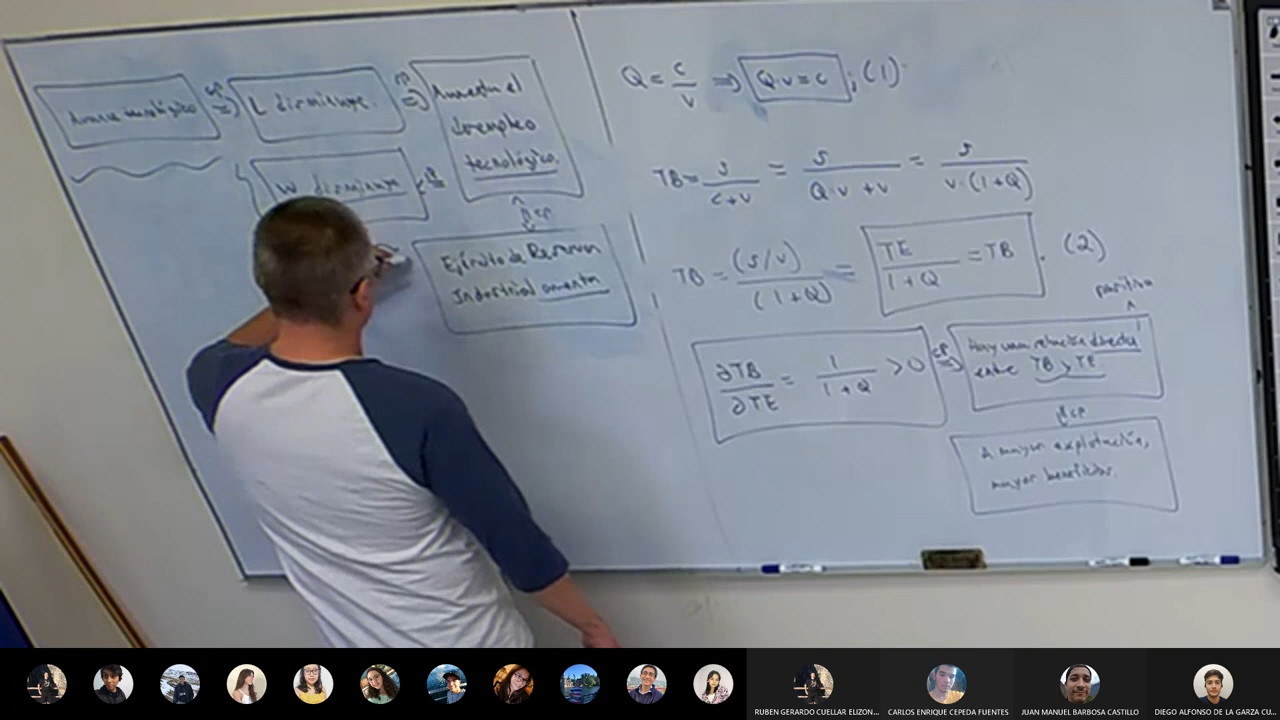 Avance tecnológico ⇒ L disminuye. ⇒ Aumenta el
desempleo
tecnológico.
W disminuye
Ejército de Reserva
Industrial aumenta
Q = c/v ⇒ Q·v = c ; (1)
TB = s/(c+v) = s/(Q·v + v) = s/(v·(1+Q))
TB = (s/v)/(1+Q) = TE/(1+Q) = TB. (2)
positiva
∂TB/∂TE = 1/(1+Q) > 0 ⇒ Hay una relación directa
entre TB y TE
A mayor explotación,
mayor beneficio.
RUBEN GERARDO CUELLAR ELIZON...
CARLOS ENRIQUE CEPEDA FUENTES
JUAN MANUEL BARBOSA CASTILLO
DIEGO ALFONSO DE LA GARZA CU...